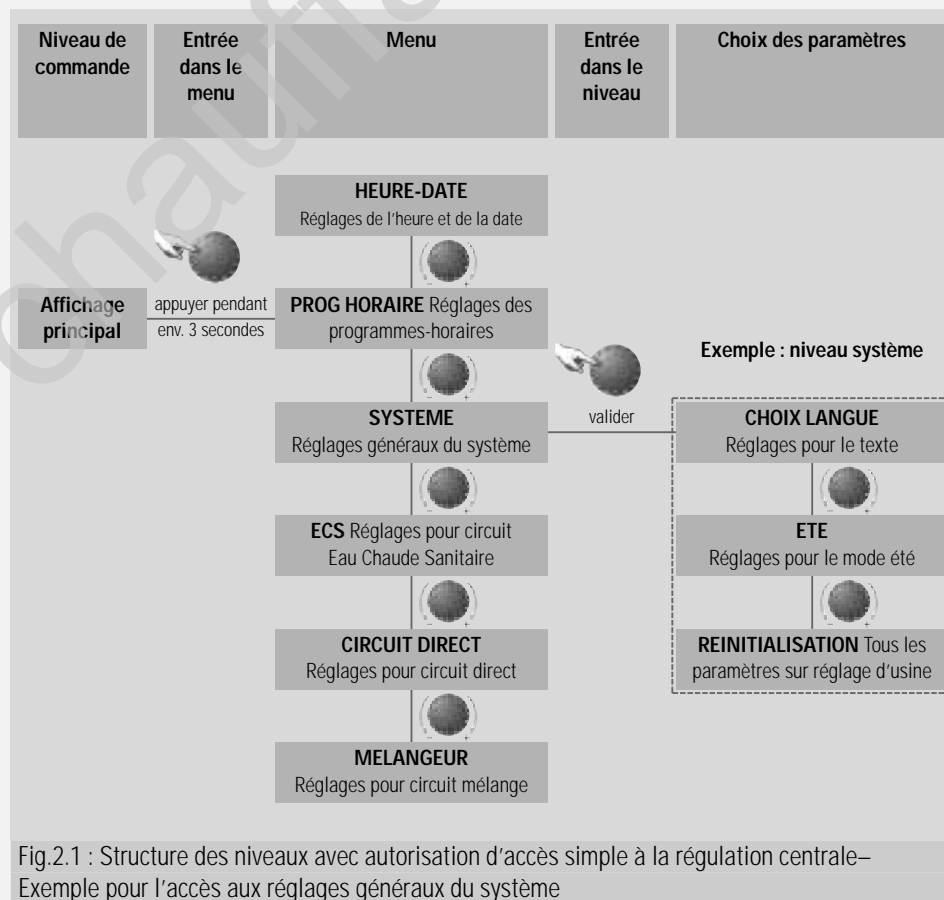 Niveau de commande
Entrée dans le menu
Menu
Entrée dans le niveau
Choix des paramètres
HEURE-DATE
Réglages de l'heure et de la date
Affichage principal
appuyer pendant
env. 3 secondes
PROG HORAIRE Réglages des
programmes-horaires
Exemple : niveau système
SYSTEME
Réglages généraux du système
valider
CHOIX LANGUE
Réglages pour le texte
ECS Réglages pour circuit
Eau Chaude Sanitaire
ETE
Réglages pour le mode été
CIRCUIT DIRECT
Réglages pour circuit direct
REINITIALISATION Tous les
paramètres sur réglage d'usine
MELANGEUR
Réglages pour circuit mélange
Fig.2.1 : Structure des niveaux avec autorisation d'accès simple à la régulation centrale–
Exemple pour l'accès aux réglages généraux du système